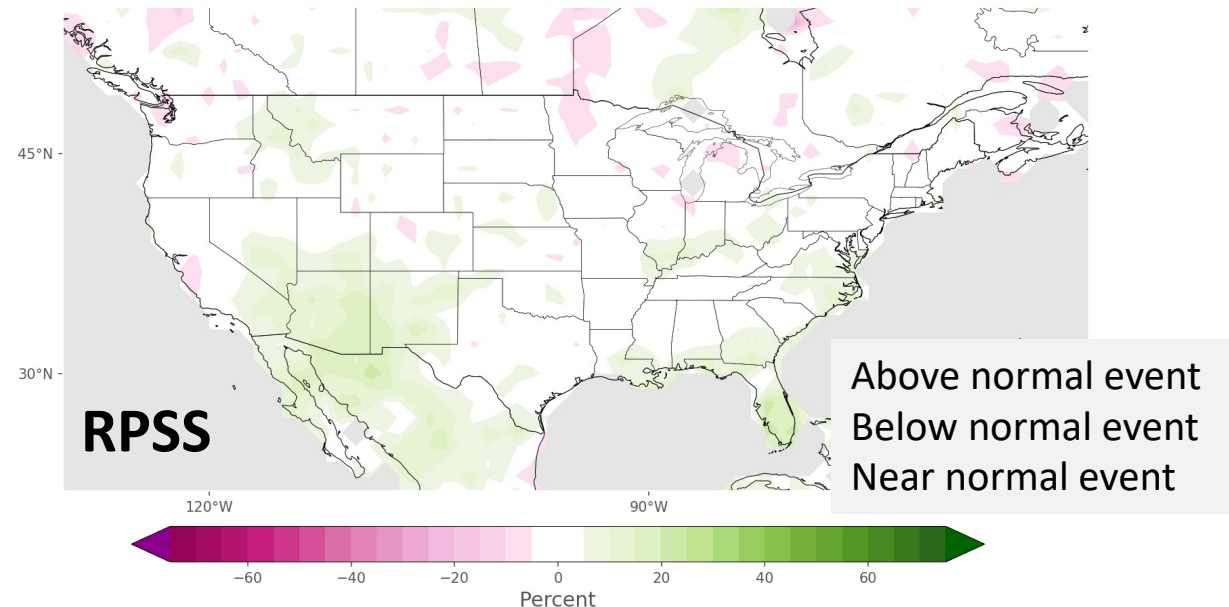 45°N
30°N
RPSS
Above normal event
Below normal event
Near normal event
120°W
90°W
−60
−40
−20
0
20
40
60
Percent